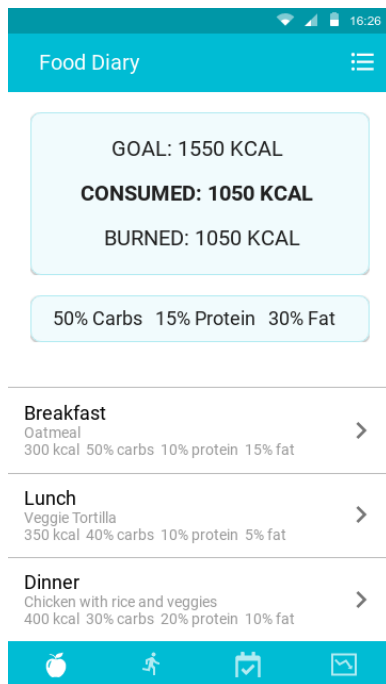 16:26
Food Diary
GOAL: 1550 KCAL
CONSUMED: 1050 KCAL
BURNED: 1050 KCAL
50% Carbs 15% Protein 30% Fat
Breakfast
Oatmeal
300 kcal 50% carbs 10% protein 15% fat
Lunch
Veggie Tortilla
350 kcal 40% carbs 10% protein 5% fat
Dinner
Chicken with rice and veggies
400 kcal 30% carbs 20% protein 10% fat